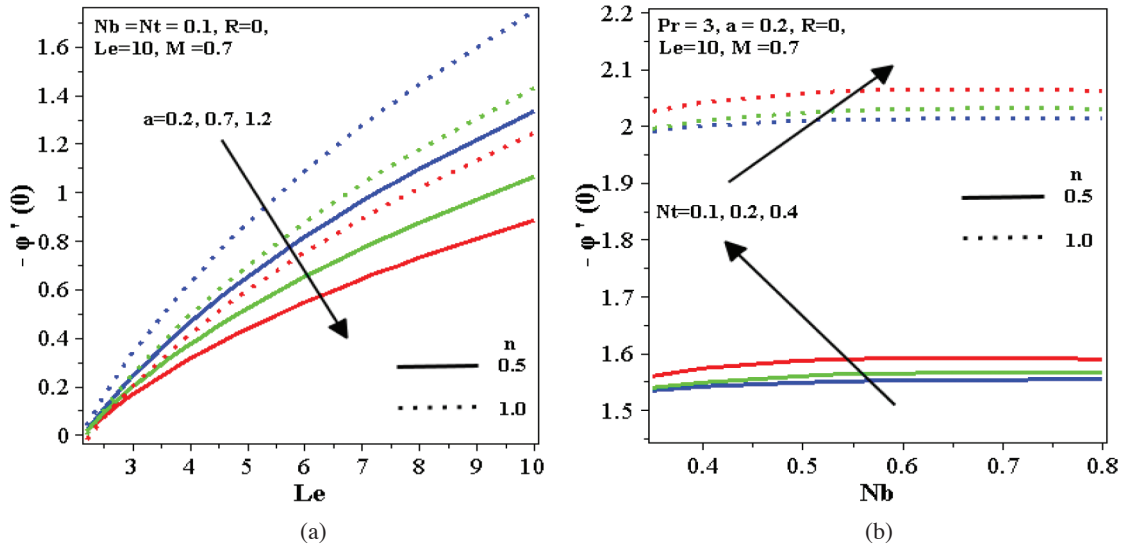 Nb =Nt = 0.1, R=0,
Le=10, M =0.7
a=0.2, 0.7, 1.2
n
0.5
1.0
1.6
1.4
1.2
1
0.8
0.6
0.4
0.2
0
3 4 5 6 7 8 9 10
Le
- φ ' (0)
(a)
Pr = 3, a = 0.2, R=0,
Le=10, M =0.7
n
0.5
1.0
Nt=0.1, 0.2, 0.4
2.2
2.1
2
1.9
1.8
1.7
1.6
1.5
0.4 0.5 0.6 0.7 0.8
Nb
- φ ' (0)
(b)